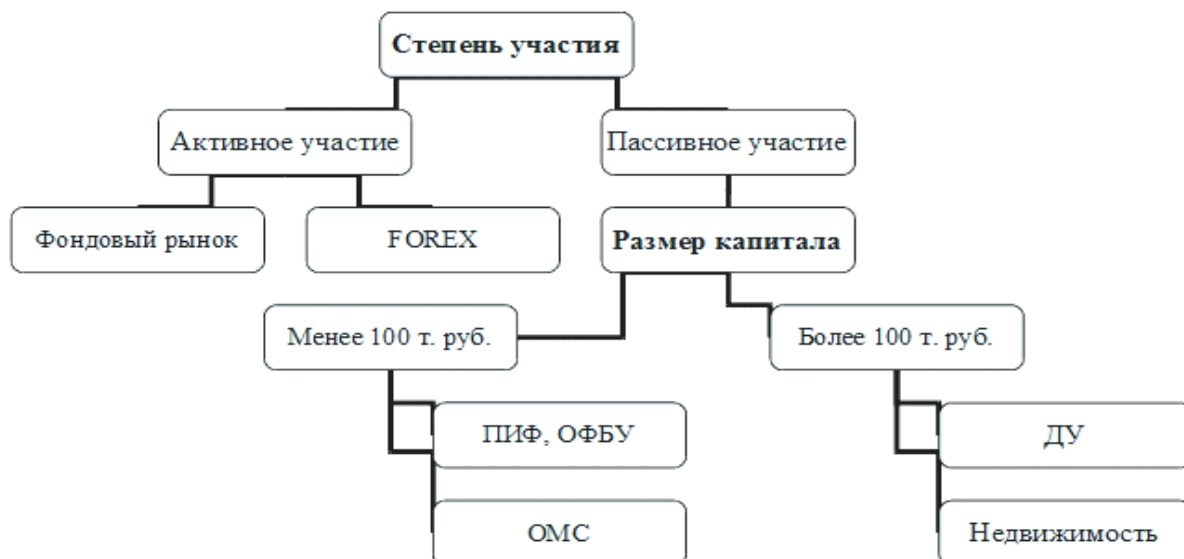 Степень участия
Активное участие
Пассивное участие
Фондовый рынок
FOREX
Размер капитала
Менее 100 т. руб.
Более 100 т. руб.
ПИФ, ОФБУ
ДУ
ОМС
Недвижимость